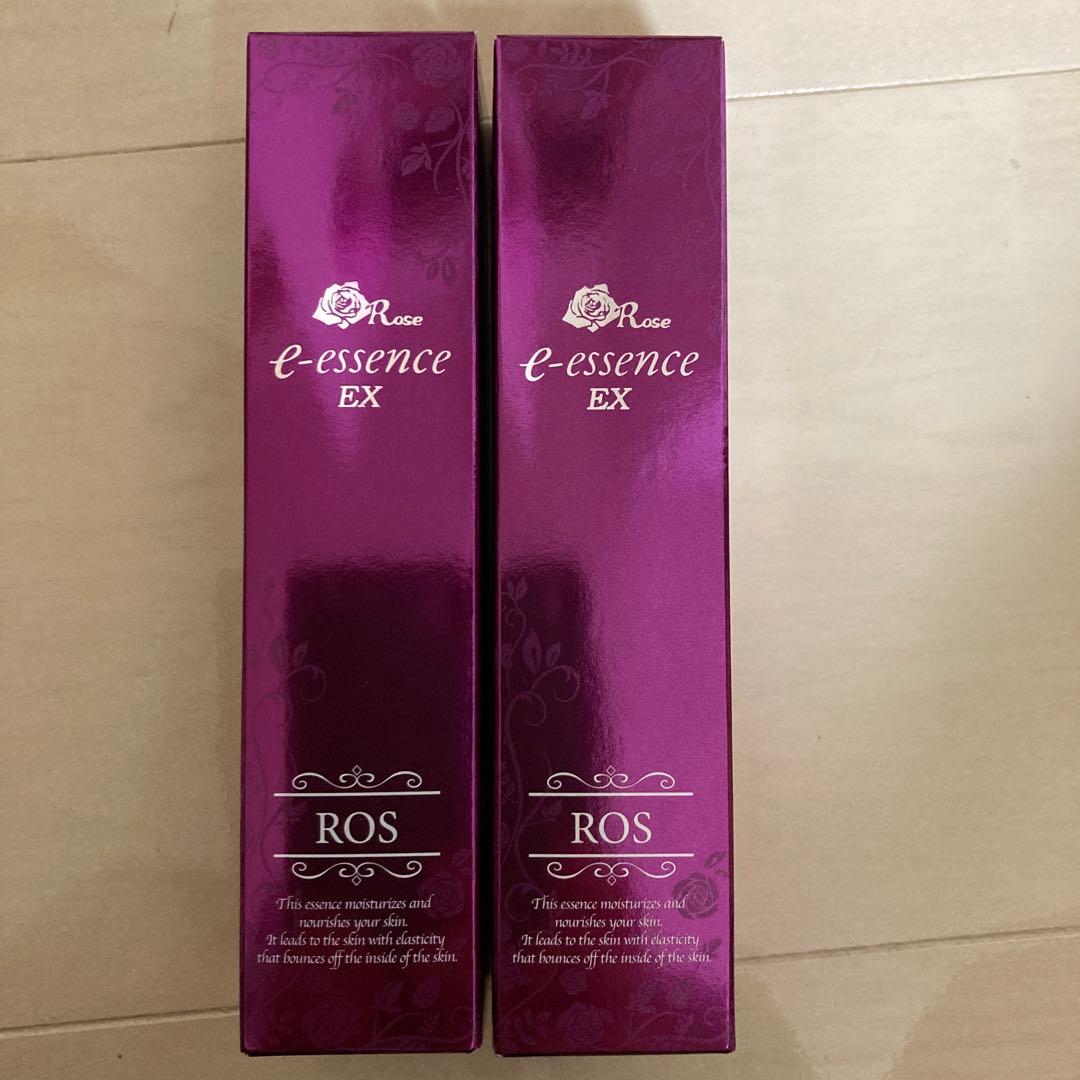 Rose
e-essence
EX
ROS
This essence moisturizes and
nourishes your skin.
It leads to the skin with elasticity
that bounces off the inside of the skin.
Rose
e-essence
EX
ROS
This essence moisturizes and
nourishes your skin.
It leads to the skin with elasticity
that bounces off the inside of the skin.